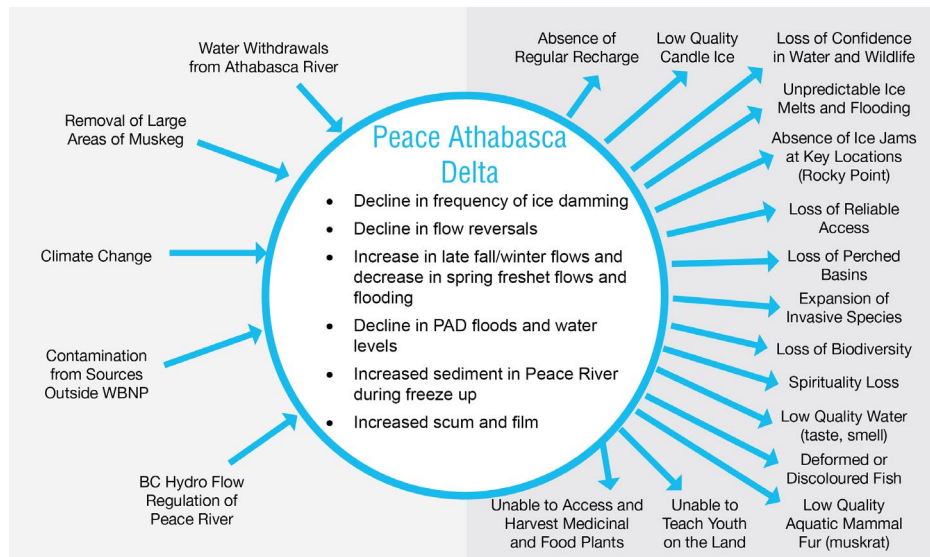 Water Withdrawals
from Athabasca River
Removal of Large
Areas of Muskeg
Climate Change
Contamination
from Sources
Outside WBNP
BC Hydro Flow
Regulation of
Peace River
Peace Athabasca
Delta
• Decline in frequency of ice damming
• Decline in flow reversals
• Increase in late fall/winter flows and
decrease in spring freshet flows and
flooding
• Decline in PAD floods and water
levels
• Increased sediment in Peace River
during freeze up
• Increased scum and film
Absence of
Regular Recharge
Low Quality
Candle Ice
Loss of Confidence
in Water and Wildlife
Unpredictable Ice
Melts and Flooding
Absence of Ice Jams
at Key Locations
(Rocky Point)
Loss of Reliable
Access
Loss of Perched
Basins
Expansion of
Invasive Species
Loss of Biodiversity
Spirituality Loss
Low Quality Water
(taste, smell)
Deformed or
Discoloured Fish
Low Quality
Aquatic Mammal
Fur (muskrat)
Unable to
Teach Youth
on the Land
Unable to Access and
Harvest Medicinal
and Food Plants